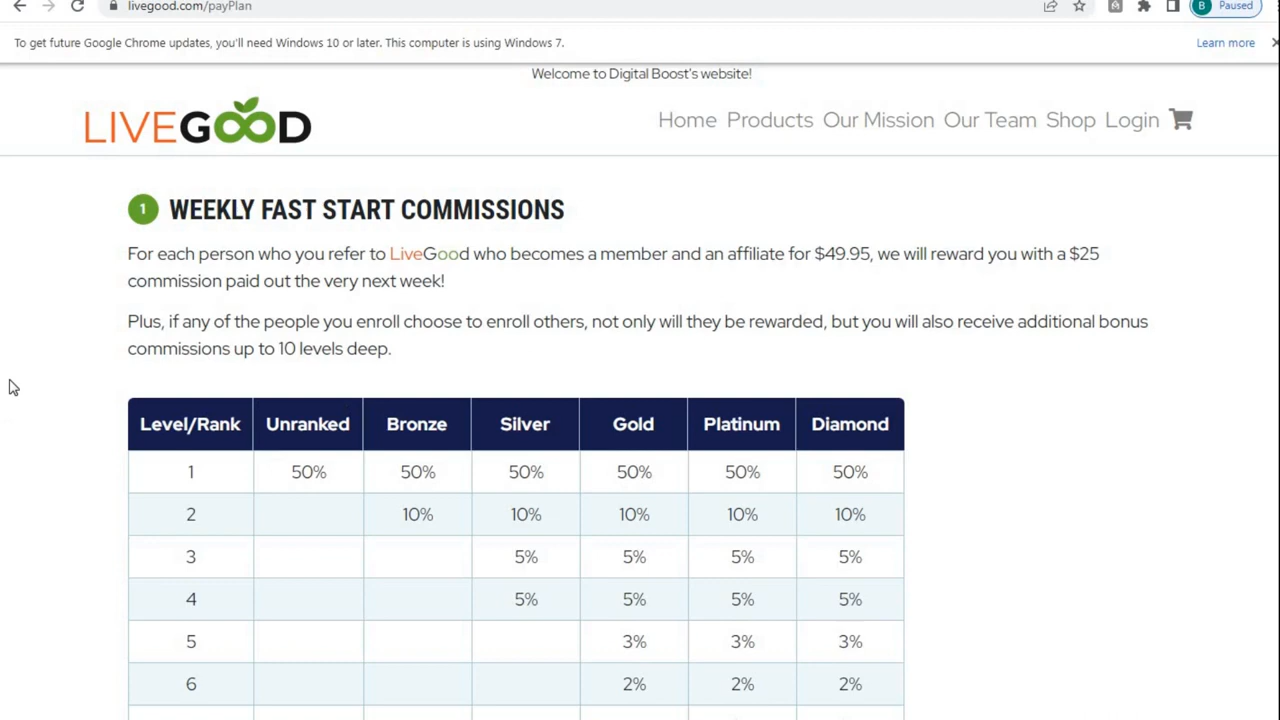 livegood.com/payPlan
B Paused
To get future Google Chrome updates, you'll need Windows 10 or later. This computer is using Windows 7.
Learn more
Welcome to Digital Boost's website!
LIVEGOOD
Home Products Our Mission Our Team Shop Login
1 WEEKLY FAST START COMMISSIONS
For each person who you refer to LiveGood who becomes a member and an affiliate for $49.95, we will reward you with a $25
commission paid out the very next week!
Plus, if any of the people you enroll choose to enroll others, not only will they be rewarded, but you will also receive additional bonus
commissions up to 10 levels deep.
Level/Rank Unranked Bronze Silver Gold Platinum Diamond
1 50% 50% 50% 50% 50% 50%
2 10% 10% 10% 10% 10%
3 5% 5% 5% 5%
4 5% 5% 5% 5%
5 3% 3% 3%
6 2% 2% 2%